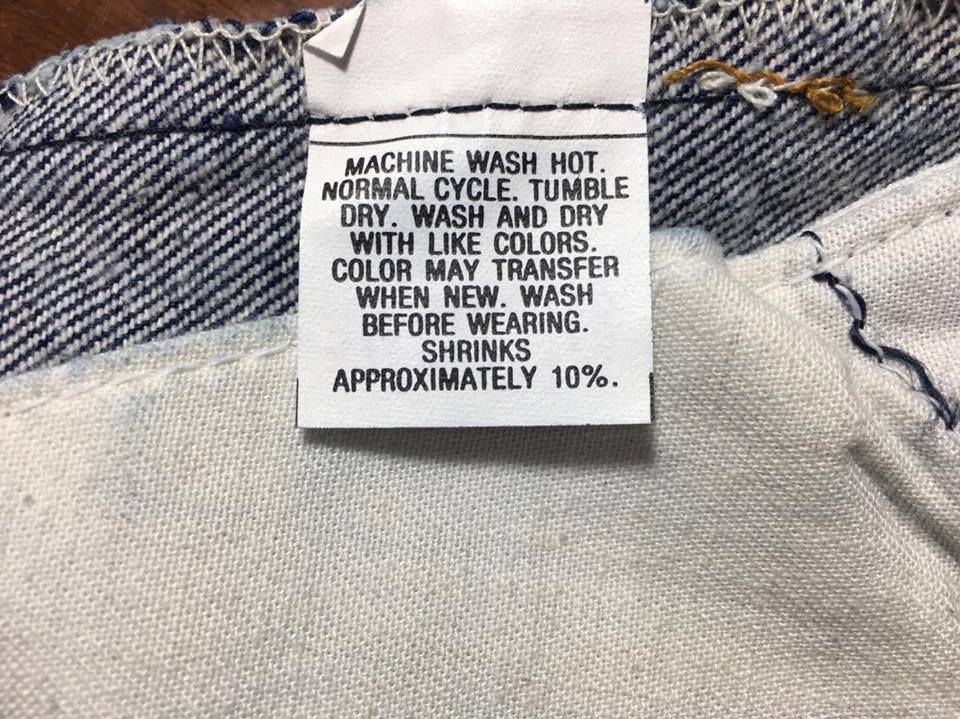 MACHINE WASH HOT.
NORMAL CYCLE. TUMBLE
DRY. WASH AND DRY
WITH LIKE COLORS.
COLOR MAY TRANSFER
WHEN NEW. WASH
BEFORE WEARING.
SHRINKS
APPROXIMATELY 10%.